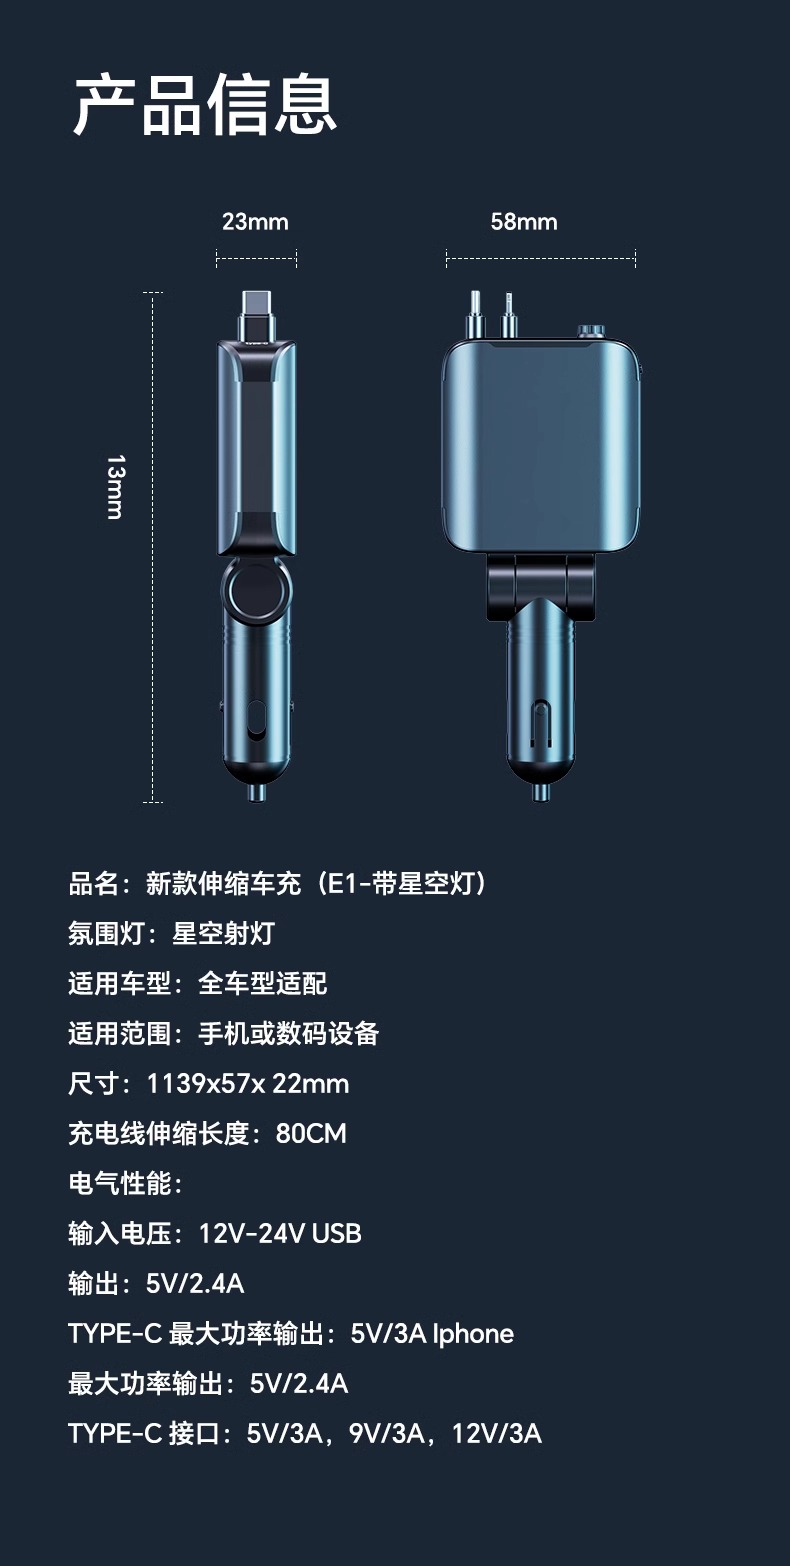 产品信息
23mm
58mm
13mm
品名：新款伸缩车充（E1-带星空灯）
氛围灯：星空射灯
适用车型：全车型适配
适用范围：手机或数码设备
尺寸：1139x57x 22mm
充电线伸缩长度：80CM
电气性能：
输入电压：12V-24V USB
输出：5V/2.4A
TYPE-C 最大功率输出：5V/3A Iphone
最大功率输出：5V/2.4A
TYPE-C 接口：5V/3A，9V/3A，12V/3A